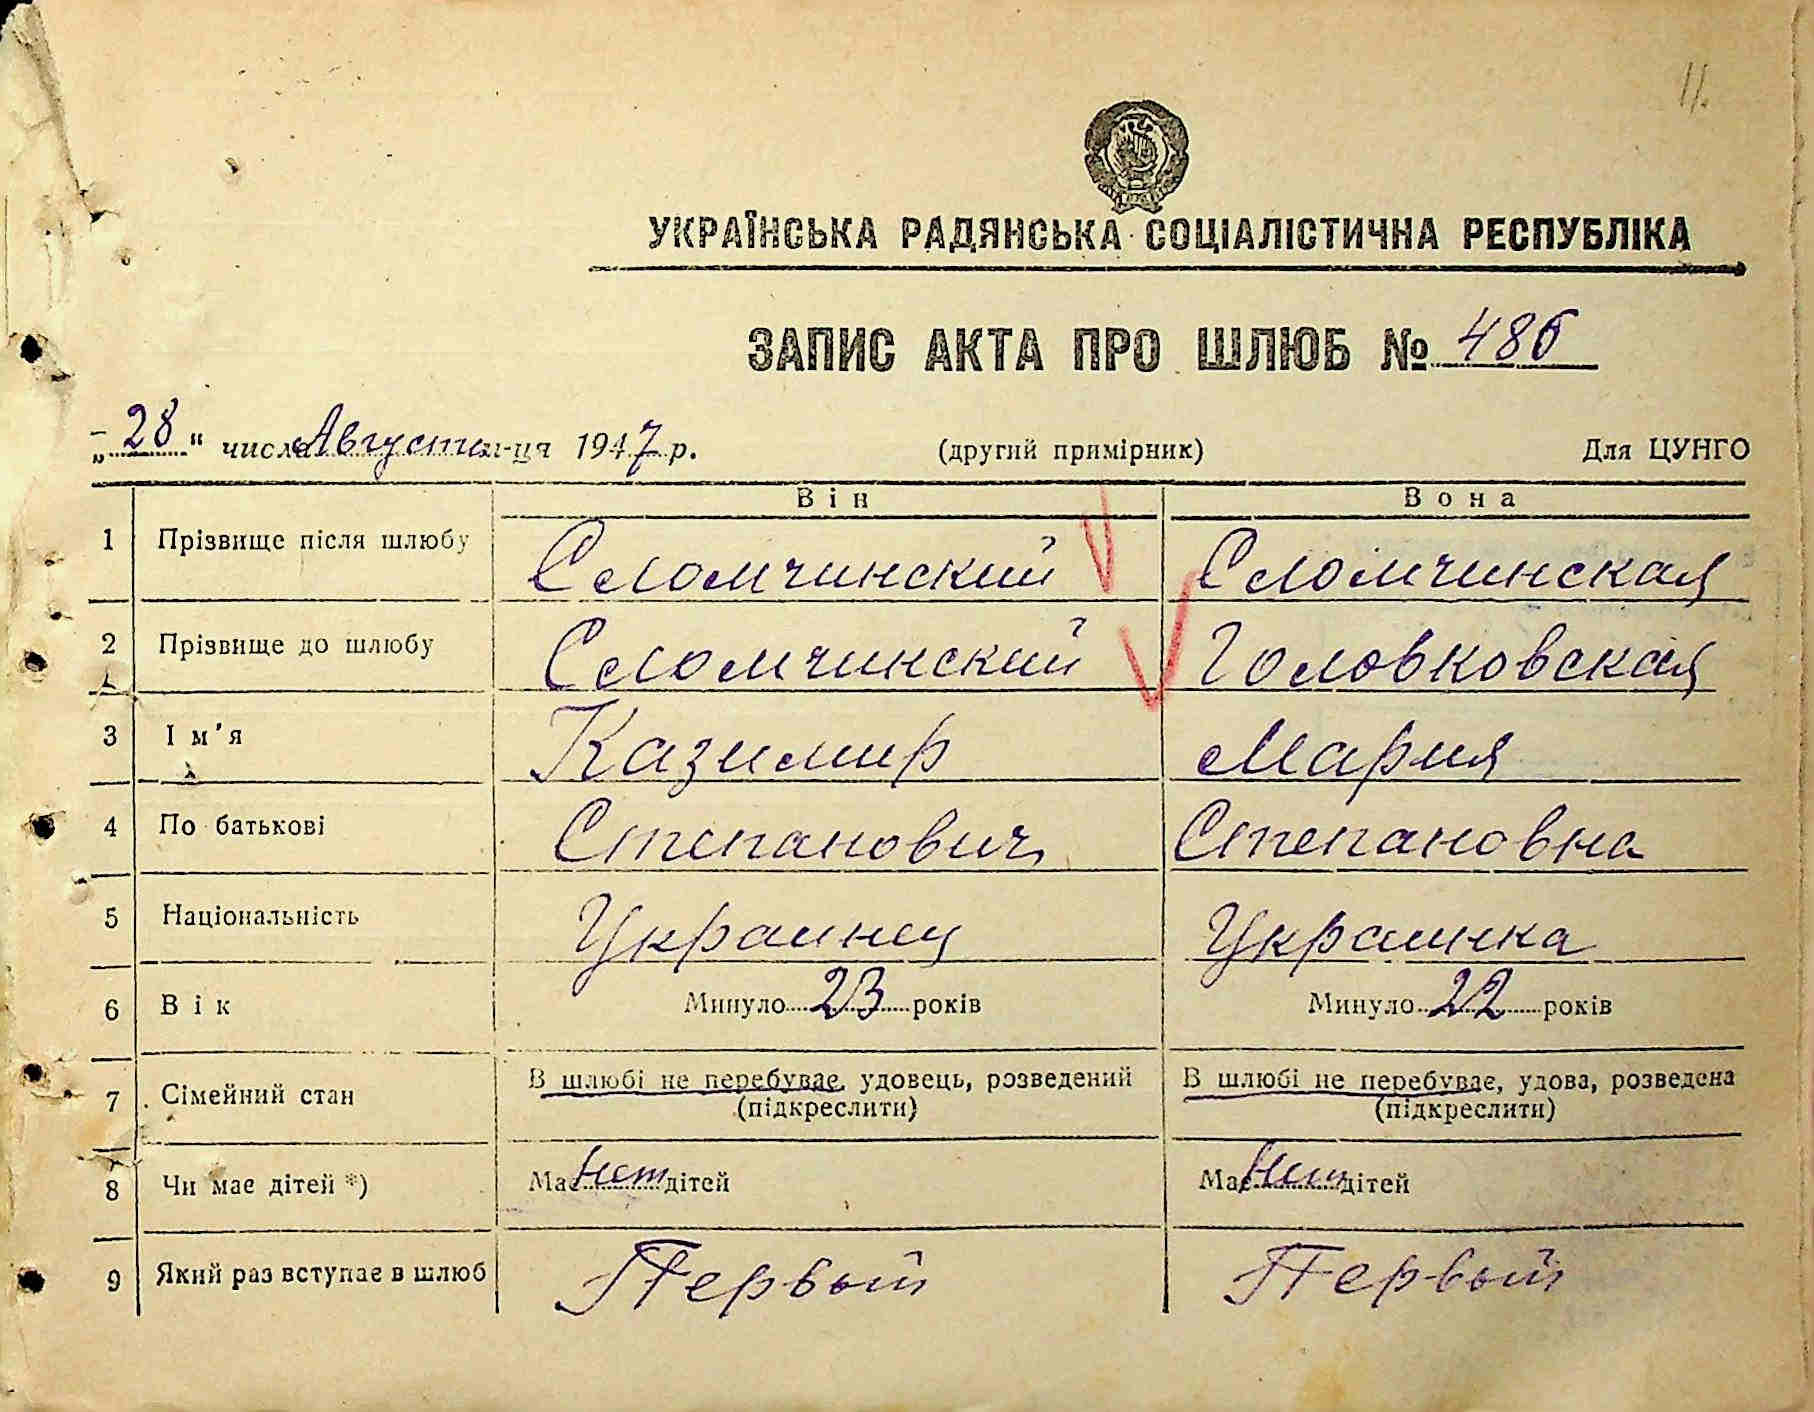 11.
УКРАЇНСЬКА РАДЯНСЬКА СОЦІАЛІСТИЧНА РЕСПУБЛІКА
ЗАПИС АКТА ПРО ШЛЮБ № 486
„28“ числа Августа м-ця 1947 р. (другий примірник) Для ЦУНГО
Він Вона
1 Прізвище після шлюбу Сломчинский Сломчинская
2 Прізвище до шлюбу Сломчинский Головковская
3 Ім'я Казимир Мария
4 По батькові Степанович Степановна
5 Національність Украинец Украинка
6 Вік Минуло 23 років Минуло 22 років
7 Сімейний стан В шлюбі не перебуває, удовець, розведений В шлюбі не перебуває, удова, розведена
(підкреслити) (підкреслити)
8 Чи має дітей *) Має нет дітей Має нет дітей
9 Який раз вступає в шлюб Первый Первый